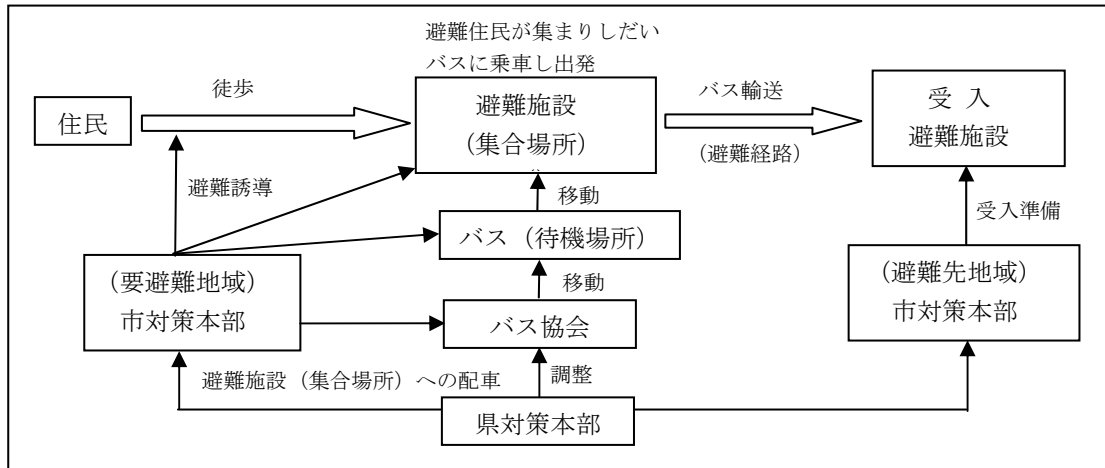 避難住民が集まりしだい
バスに乗車し出発
徒歩
バス輸送
住民
避難施設
(集合場所)
受 入
避難施設
(避難経路)
避難誘導
移動
受入準備
バス(待機場所)
(要避難地域)
市対策本部
移動
(避難先地域)
市対策本部
バス協会
避難施設(集合場所)への配車
調整
県対策本部